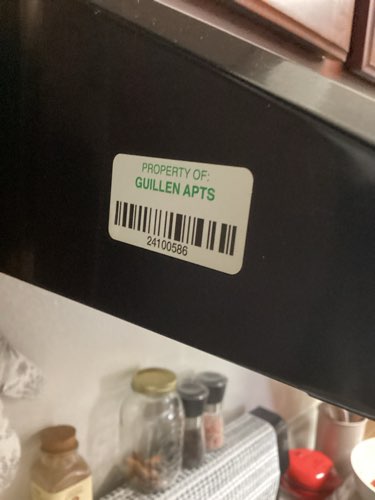 PROPERTY OF:
GUILLEN APTS
24100586